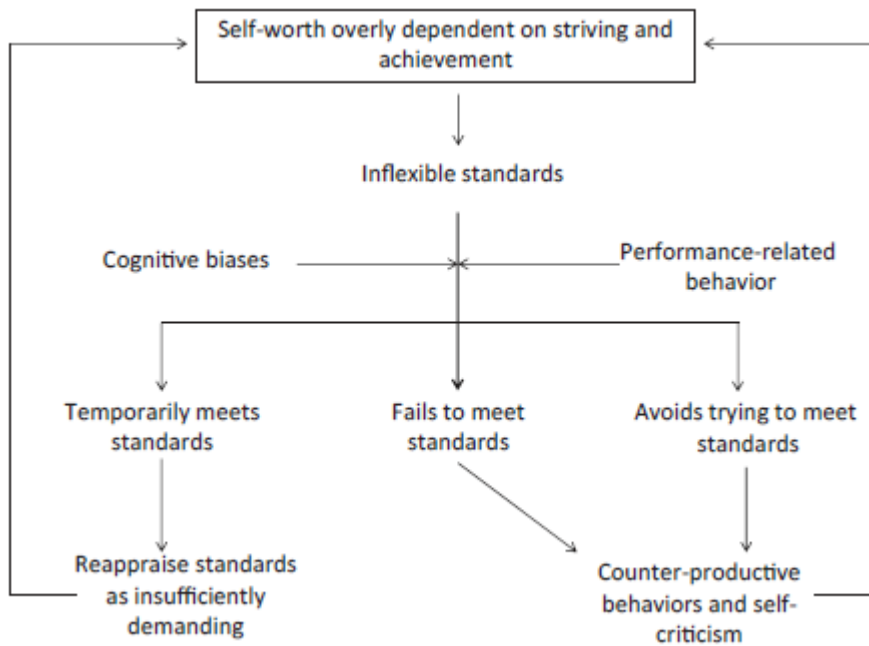 Self-worth overly dependent on striving and
achievement
Inflexible standards
Cognitive biases
Performance-related
behavior
Temporarily meets
standards
Fails to meet
standards
Avoids trying to meet
standards
Reappraise standards
as insufficiently
demanding
Counter-productive
behaviors and self-
criticism